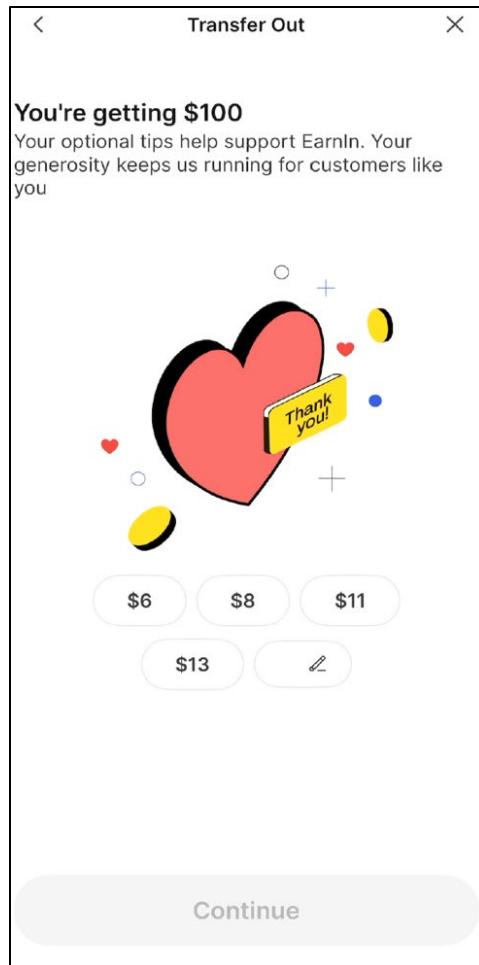 Transfer Out
You're getting $100
Your optional tips help support EarnIn. Your
generosity keeps us running for customers like
you
Thank
you!
$6 $8 $11
$13
Continue